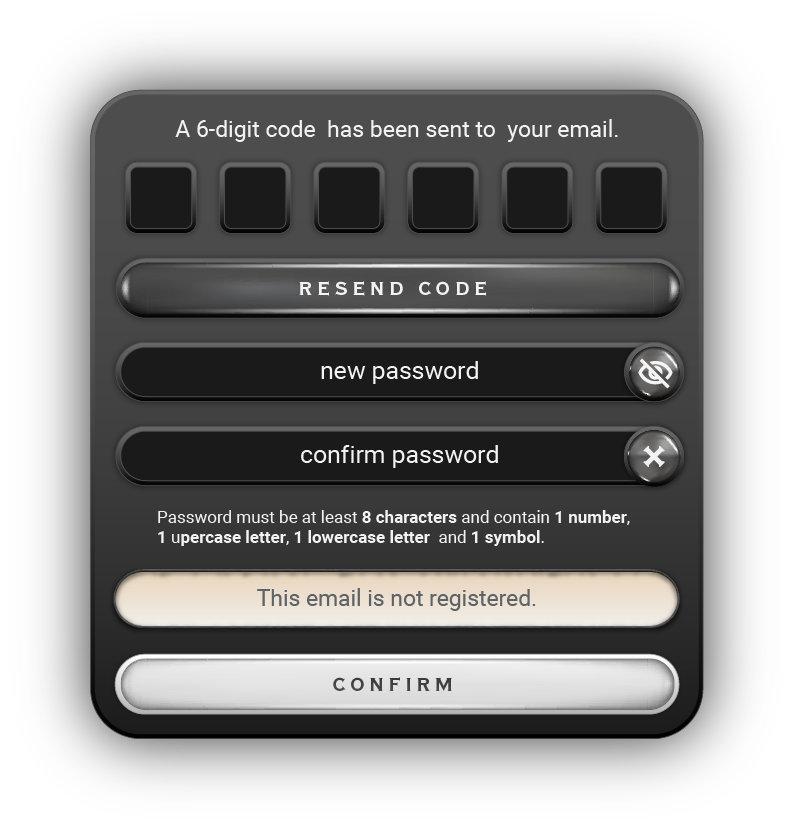 A 6-digit code  has been sent to  your email.
RESEND CODE
new password
confirm password
Password must be at least 8 characters and contain 1 number,
1 upercase letter, 1 lowercase letter  and 1 symbol.
This email is not registered.
CONFIRM